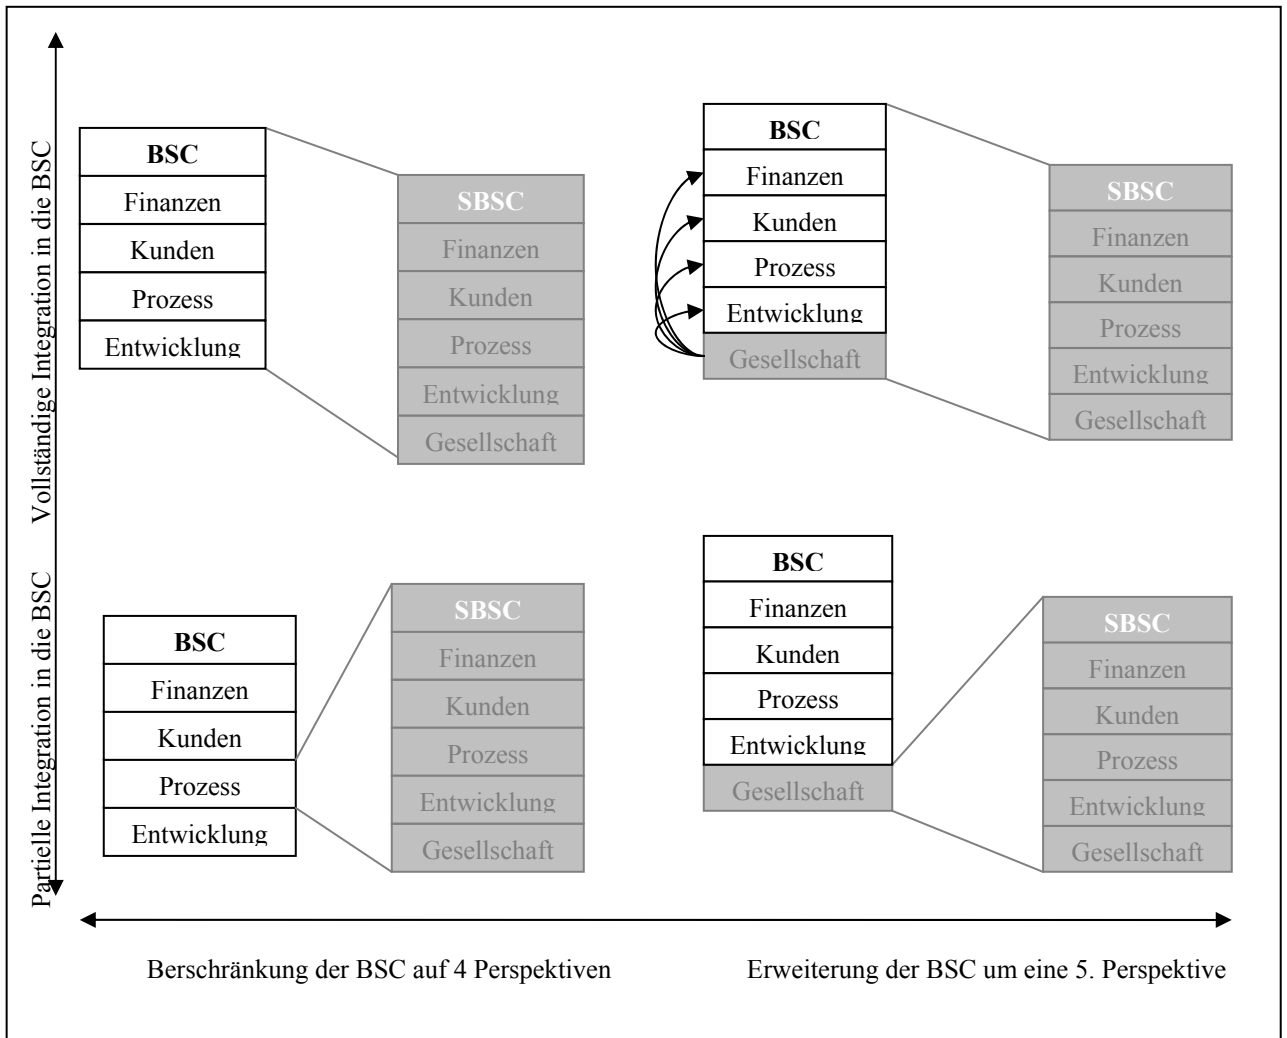 Vollständige Integration in die BSC
BSC
Finanzen
Kunden
Prozess
Entwicklung
SBSC
Finanzen
Kunden
Prozess
Entwicklung
Gesellschaft
BSC
Finanzen
Kunden
Prozess
Entwicklung
Gesellschaft
SBSC
Finanzen
Kunden
Prozess
Entwicklung
Gesellschaft
Partielle Integration in die BSC
BSC
Finanzen
Kunden
Prozess
Entwicklung
SBSC
Finanzen
Kunden
Prozess
Entwicklung
Gesellschaft
BSC
Finanzen
Kunden
Prozess
Entwicklung
Gesellschaft
SBSC
Finanzen
Kunden
Prozess
Entwicklung
Gesellschaft
Berschränkung der BSC auf 4 Perspektiven
Erweiterung der BSC um eine 5. Perspektive